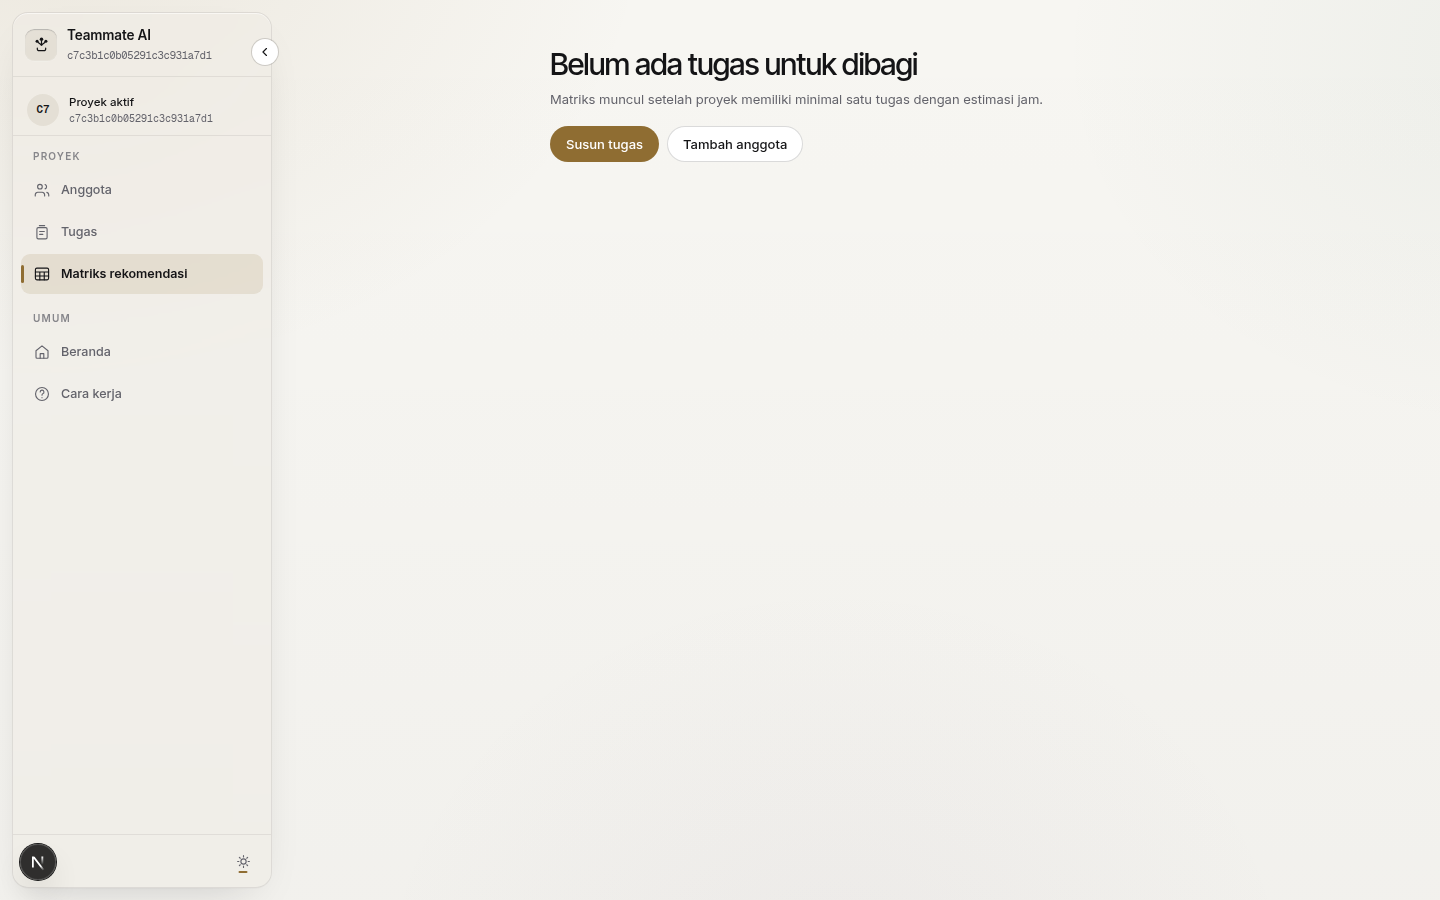 Teammate AI
c7c3b1c0b05291c3c931a7d1
C7
Proyek aktif
c7c3b1c0b05291c3c931a7d1
PROYEK
Anggota
Tugas
Matriks rekomendasi
UMUM
Beranda
Cara kerja
N
Belum ada tugas untuk dibagi
Matriks muncul setelah proyek memiliki minimal satu tugas dengan estimasi jam.
Susun tugas
Tambah anggota